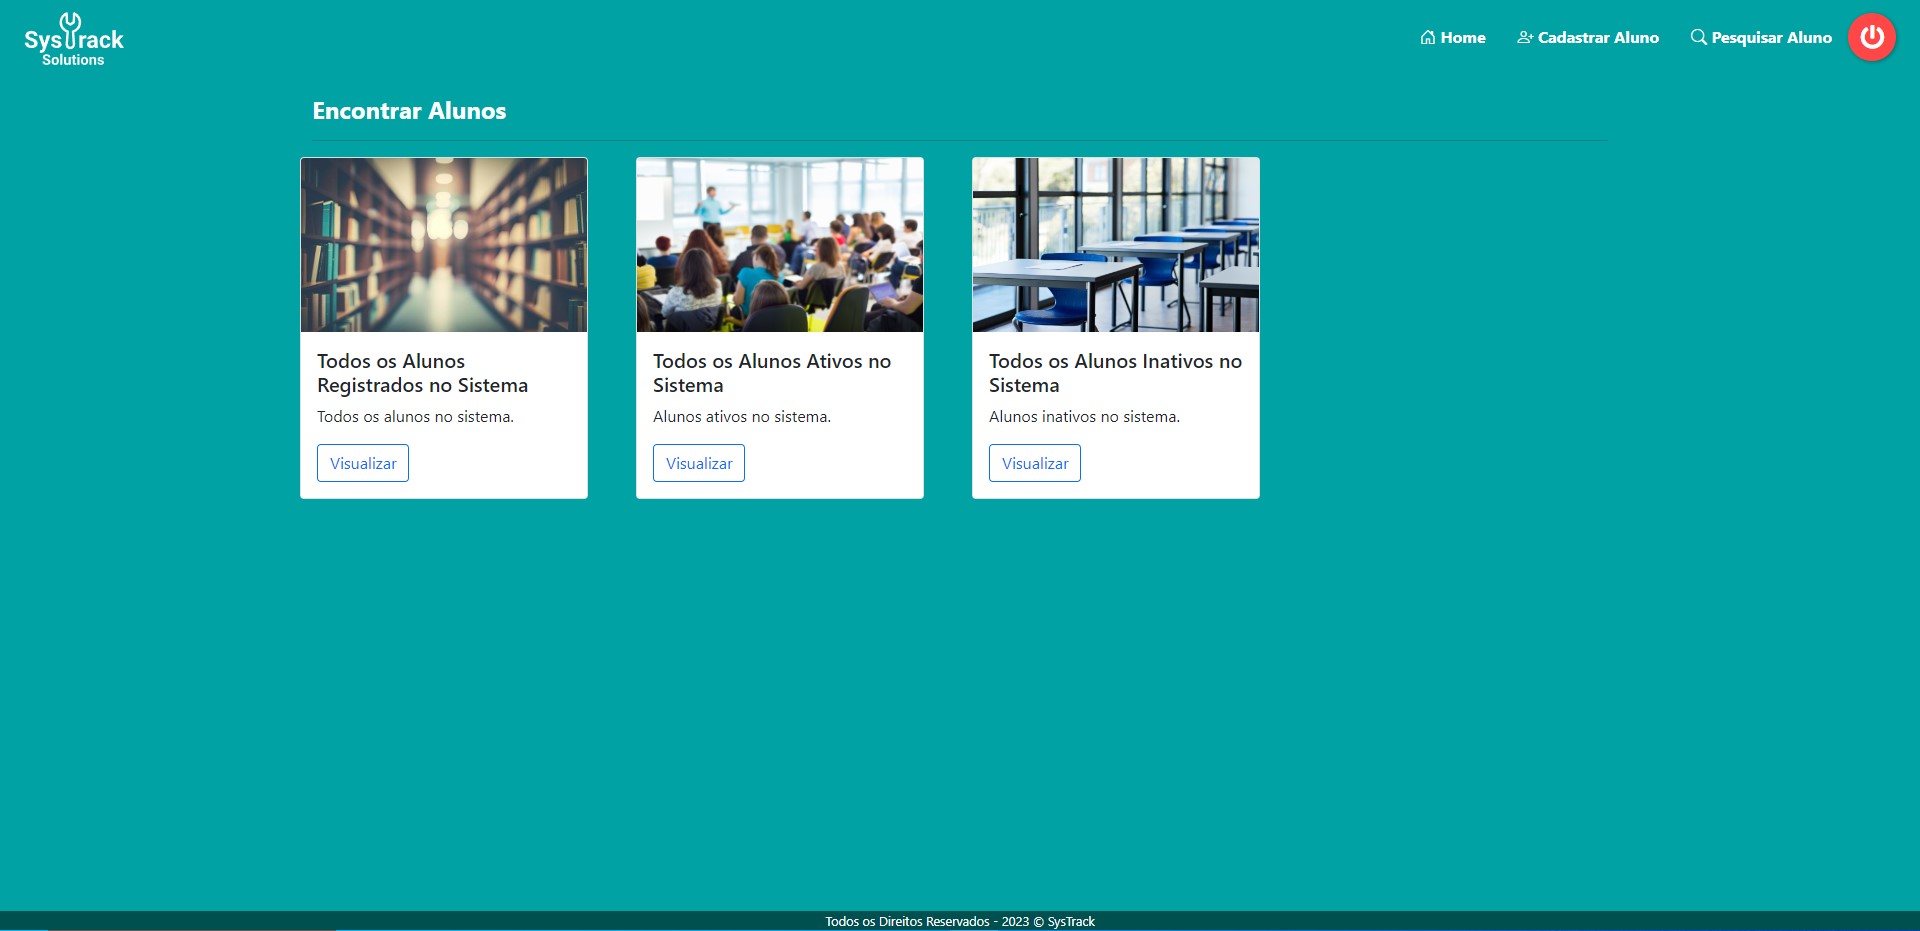 SysTrack
Solutions
Home
Cadastrar Aluno
Pesquisar Aluno
Encontrar Alunos
Todos os Alunos
Registrados no Sistema
Todos os alunos no sistema.
Visualizar
Todos os Alunos Ativos no
Sistema
Alunos ativos no sistema.
Visualizar
Todos os Alunos Inativos no
Sistema
Alunos inativos no sistema.
Visualizar
Todos os Direitos Reservados - 2023 © SysTrack